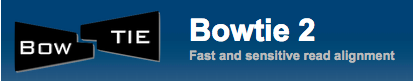 BOW TIE
Bowtie 2
Fast and sensitive read alignment